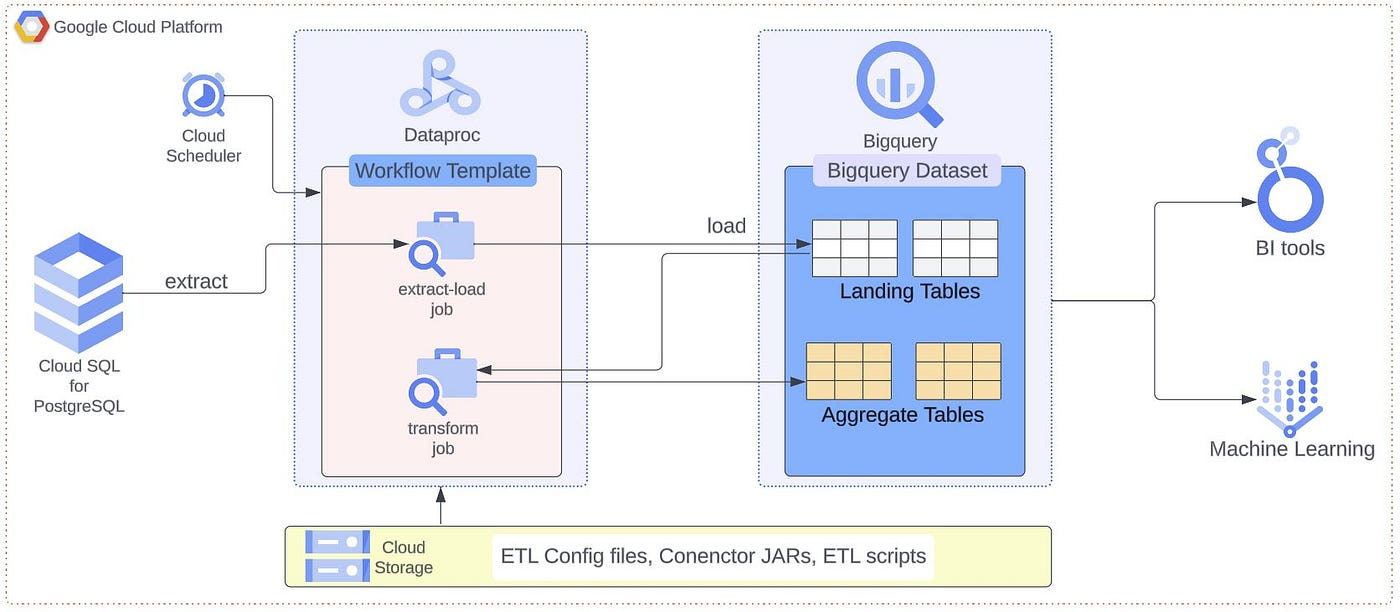 Google Cloud Platform
Cloud
Scheduler
Dataproc
Workflow Template
extract
Cloud SQL
for
PostgreSQL
extract-load
job
transform
job
load
Bigquery
Bigquery Dataset
Landing Tables
Aggregate Tables
BI tools
Machine Learning
Cloud
Storage
ETL Config files, Conenctor JARs, ETL scripts